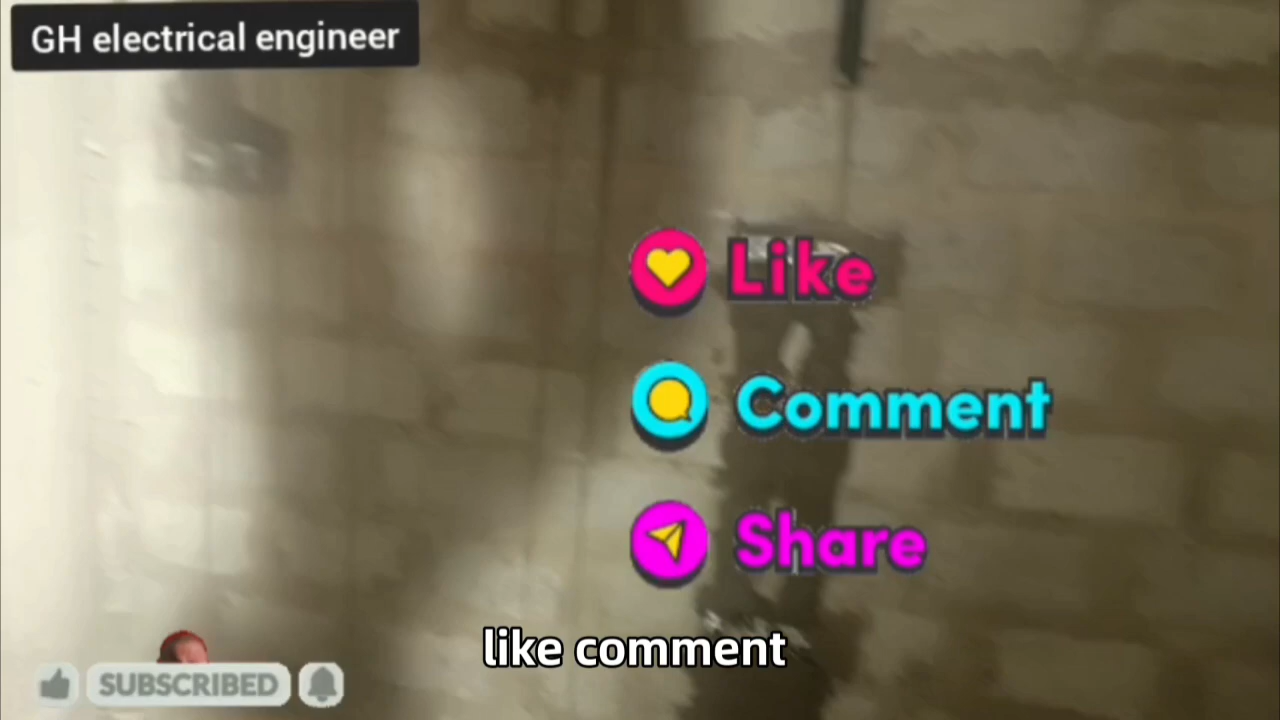 GH electrical engineer
Like
Comment
Share
like comment
SUBSCRIBED